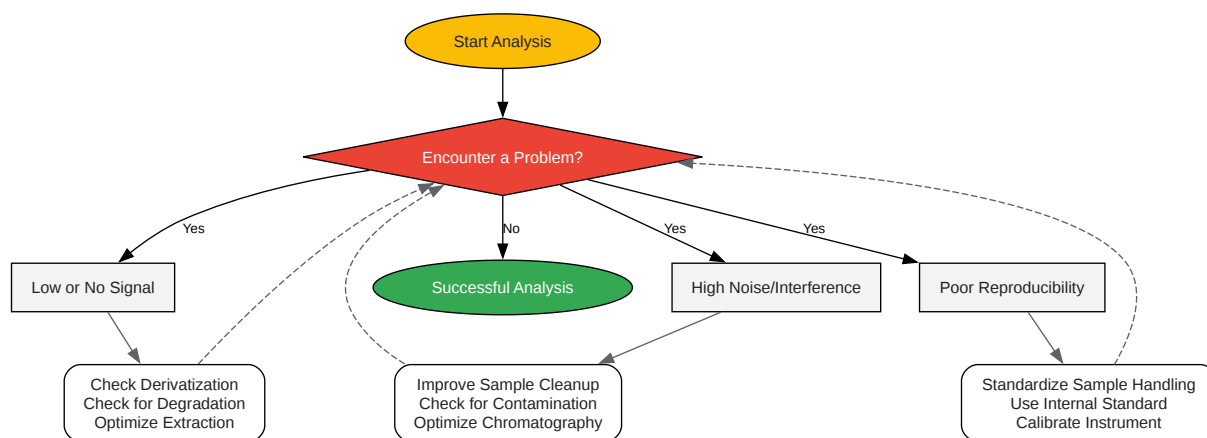 Start Analysis
Encounter a Problem?
Yes
No
Yes
Yes
Low or No Signal
Successful Analysis
High Noise/Interference
Poor Reproducibility
Check Derivatization
Check for Degradation
Optimize Extraction
Improve Sample Cleanup
Check for Contamination
Optimize Chromatography
Standardize Sample Handling
Use Internal Standard
Calibrate Instrument